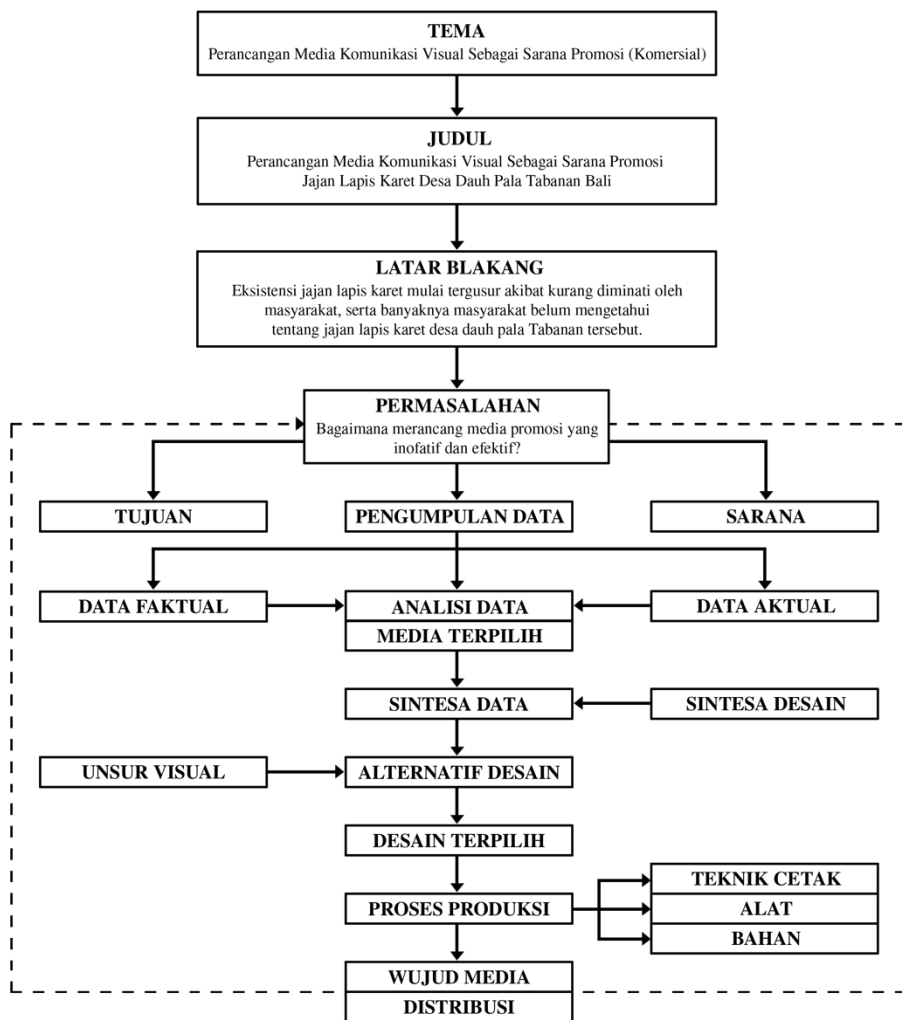 TEMA
Perancangan Media Komunikasi Visual Sebagai Sarana Promosi (Komersial)
JUDUL
Perancangan Media Komunikasi Visual Sebagai Sarana Promosi
Jajan Lapis Karet Desa Dauh Pala Tabanan Bali
LATAR BLAKANG
Eksistensi jajan lapis karet mulai tergusur akibat kurang diminati oleh
masyarakat, serta banyaknya masyarakat belum mengetahui
tentang jajan lapis karet desa dauh pala Tabanan tersebut.
PERMASALAHAN
Bagaimana merancang media promosi yang
inofatif dan efektif?
TUJUAN
PENGUMPULAN DATA
SARANA
DATA FAKTUAL
ANALISI DATA
DATA AKTUAL
MEDIA TERPILIH
SINTESA DATA
SINTESA DESAIN
UNSUR VISUAL
ALTERNATIF DESAIN
DESAIN TERPILIH
TEKNIK CETAK
PROSES PRODUKSI
ALAT
BAHAN
WUJUD MEDIA
DISTRIBUSI